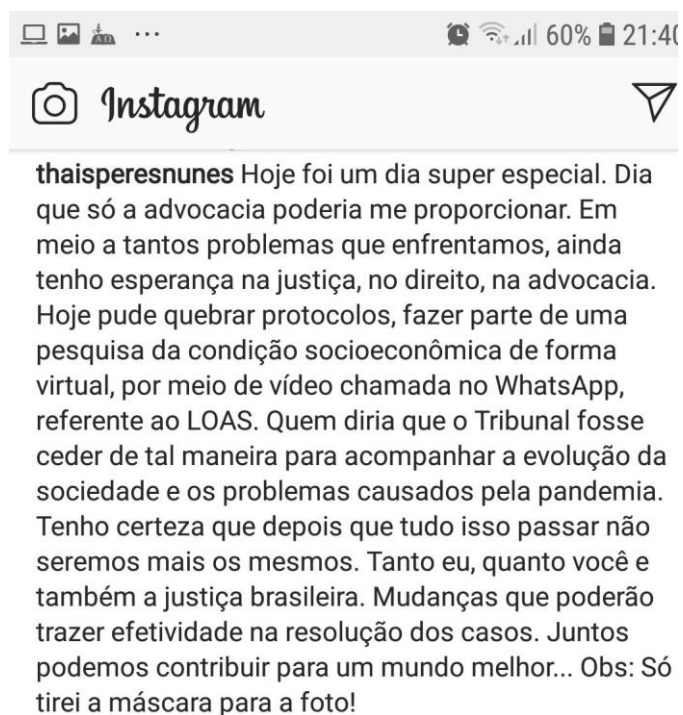 60% 21:40
Instagram
thaisperesnunes Hoje foi um dia super especial. Dia
que só a advocacia poderia me proporcionar. Em
meio a tantos problemas que enfrentamos, ainda
tenho esperança na justiça, no direito, na advocacia.
Hoje pude quebrar protocolos, fazer parte de uma
pesquisa da condição socioeconômica de forma
virtual, por meio de vídeo chamada no WhatsApp,
referente ao LOAS. Quem diria que o Tribunal fosse
ceder de tal maneira para acompanhar a evolução da
sociedade e os problemas causados pela pandemia.
Tenho certeza que depois que tudo isso passar não
seremos mais os mesmos. Tanto eu, quanto você e
também a justiça brasileira. Mudanças que poderão
trazer efetividade na resolução dos casos. Juntos
podemos contribuir para um mundo melhor... Obs: Só
tirei a máscara para a foto!